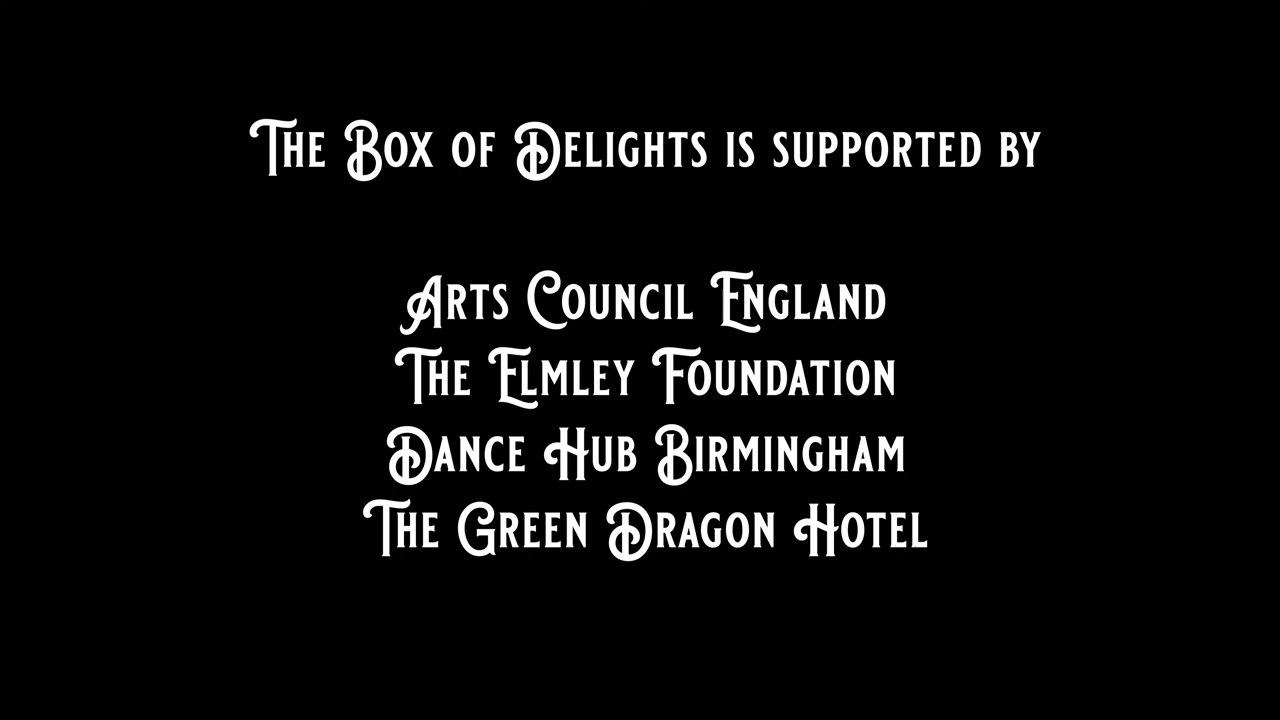 The Box of Delights is supported by
Arts Council England
The Elmley Foundation
Dance Hub Birmingham
The Green Dragon Hotel